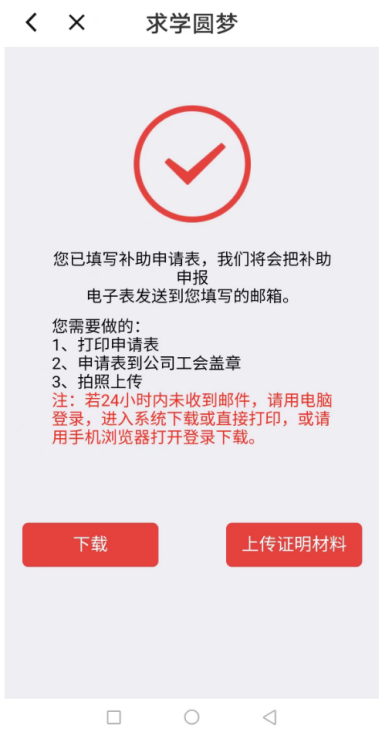 求学圆梦
您已填写补助申请表，我们将会把补助
申报
电子表发送到您填写的邮箱。
您需要做的：
1、打印申请表
2、申请表到公司工会盖章
3、拍照上传
注：若24小时内未收到邮件，请用电脑
登录，进入系统下载或直接打印，或请
用手机浏览器打开登录下载。
下载
上传证明材料